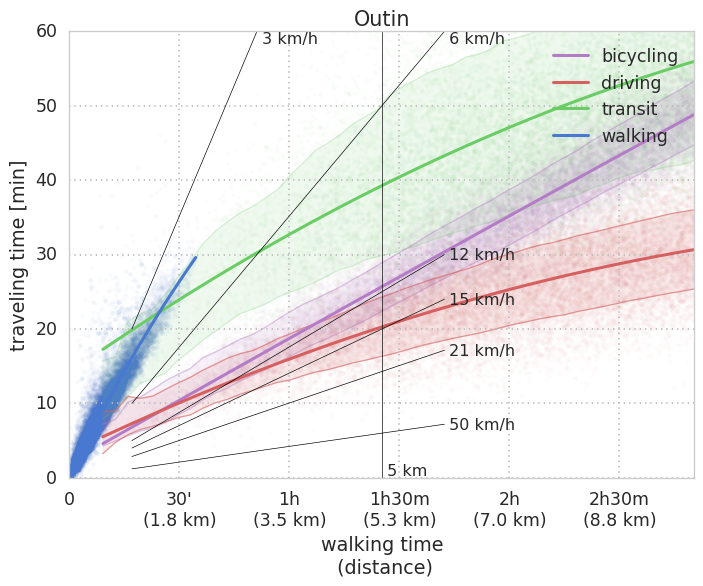 Outin
60
50
40
30
20
10
0
traveling time [min]
3 km/h
6 km/h
bicycling
driving
transit
walking
12 km/h
15 km/h
21 km/h
50 km/h
5 km
0 30' 1h 1h30m 2h 2h30m
(1.8 km) (3.5 km) (5.3 km) (7.0 km) (8.8 km)
walking time
(distance)